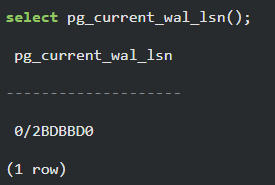 select pg_current_wal_lsn();
pg_current_wal_lsn
--------------------
0/2BDBBD0
(1 row)